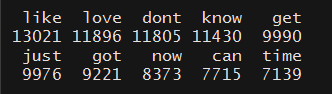 like love dont know get
13021 11896 11805 11430 9990
just got now can time
9976 9221 8373 7715 7139